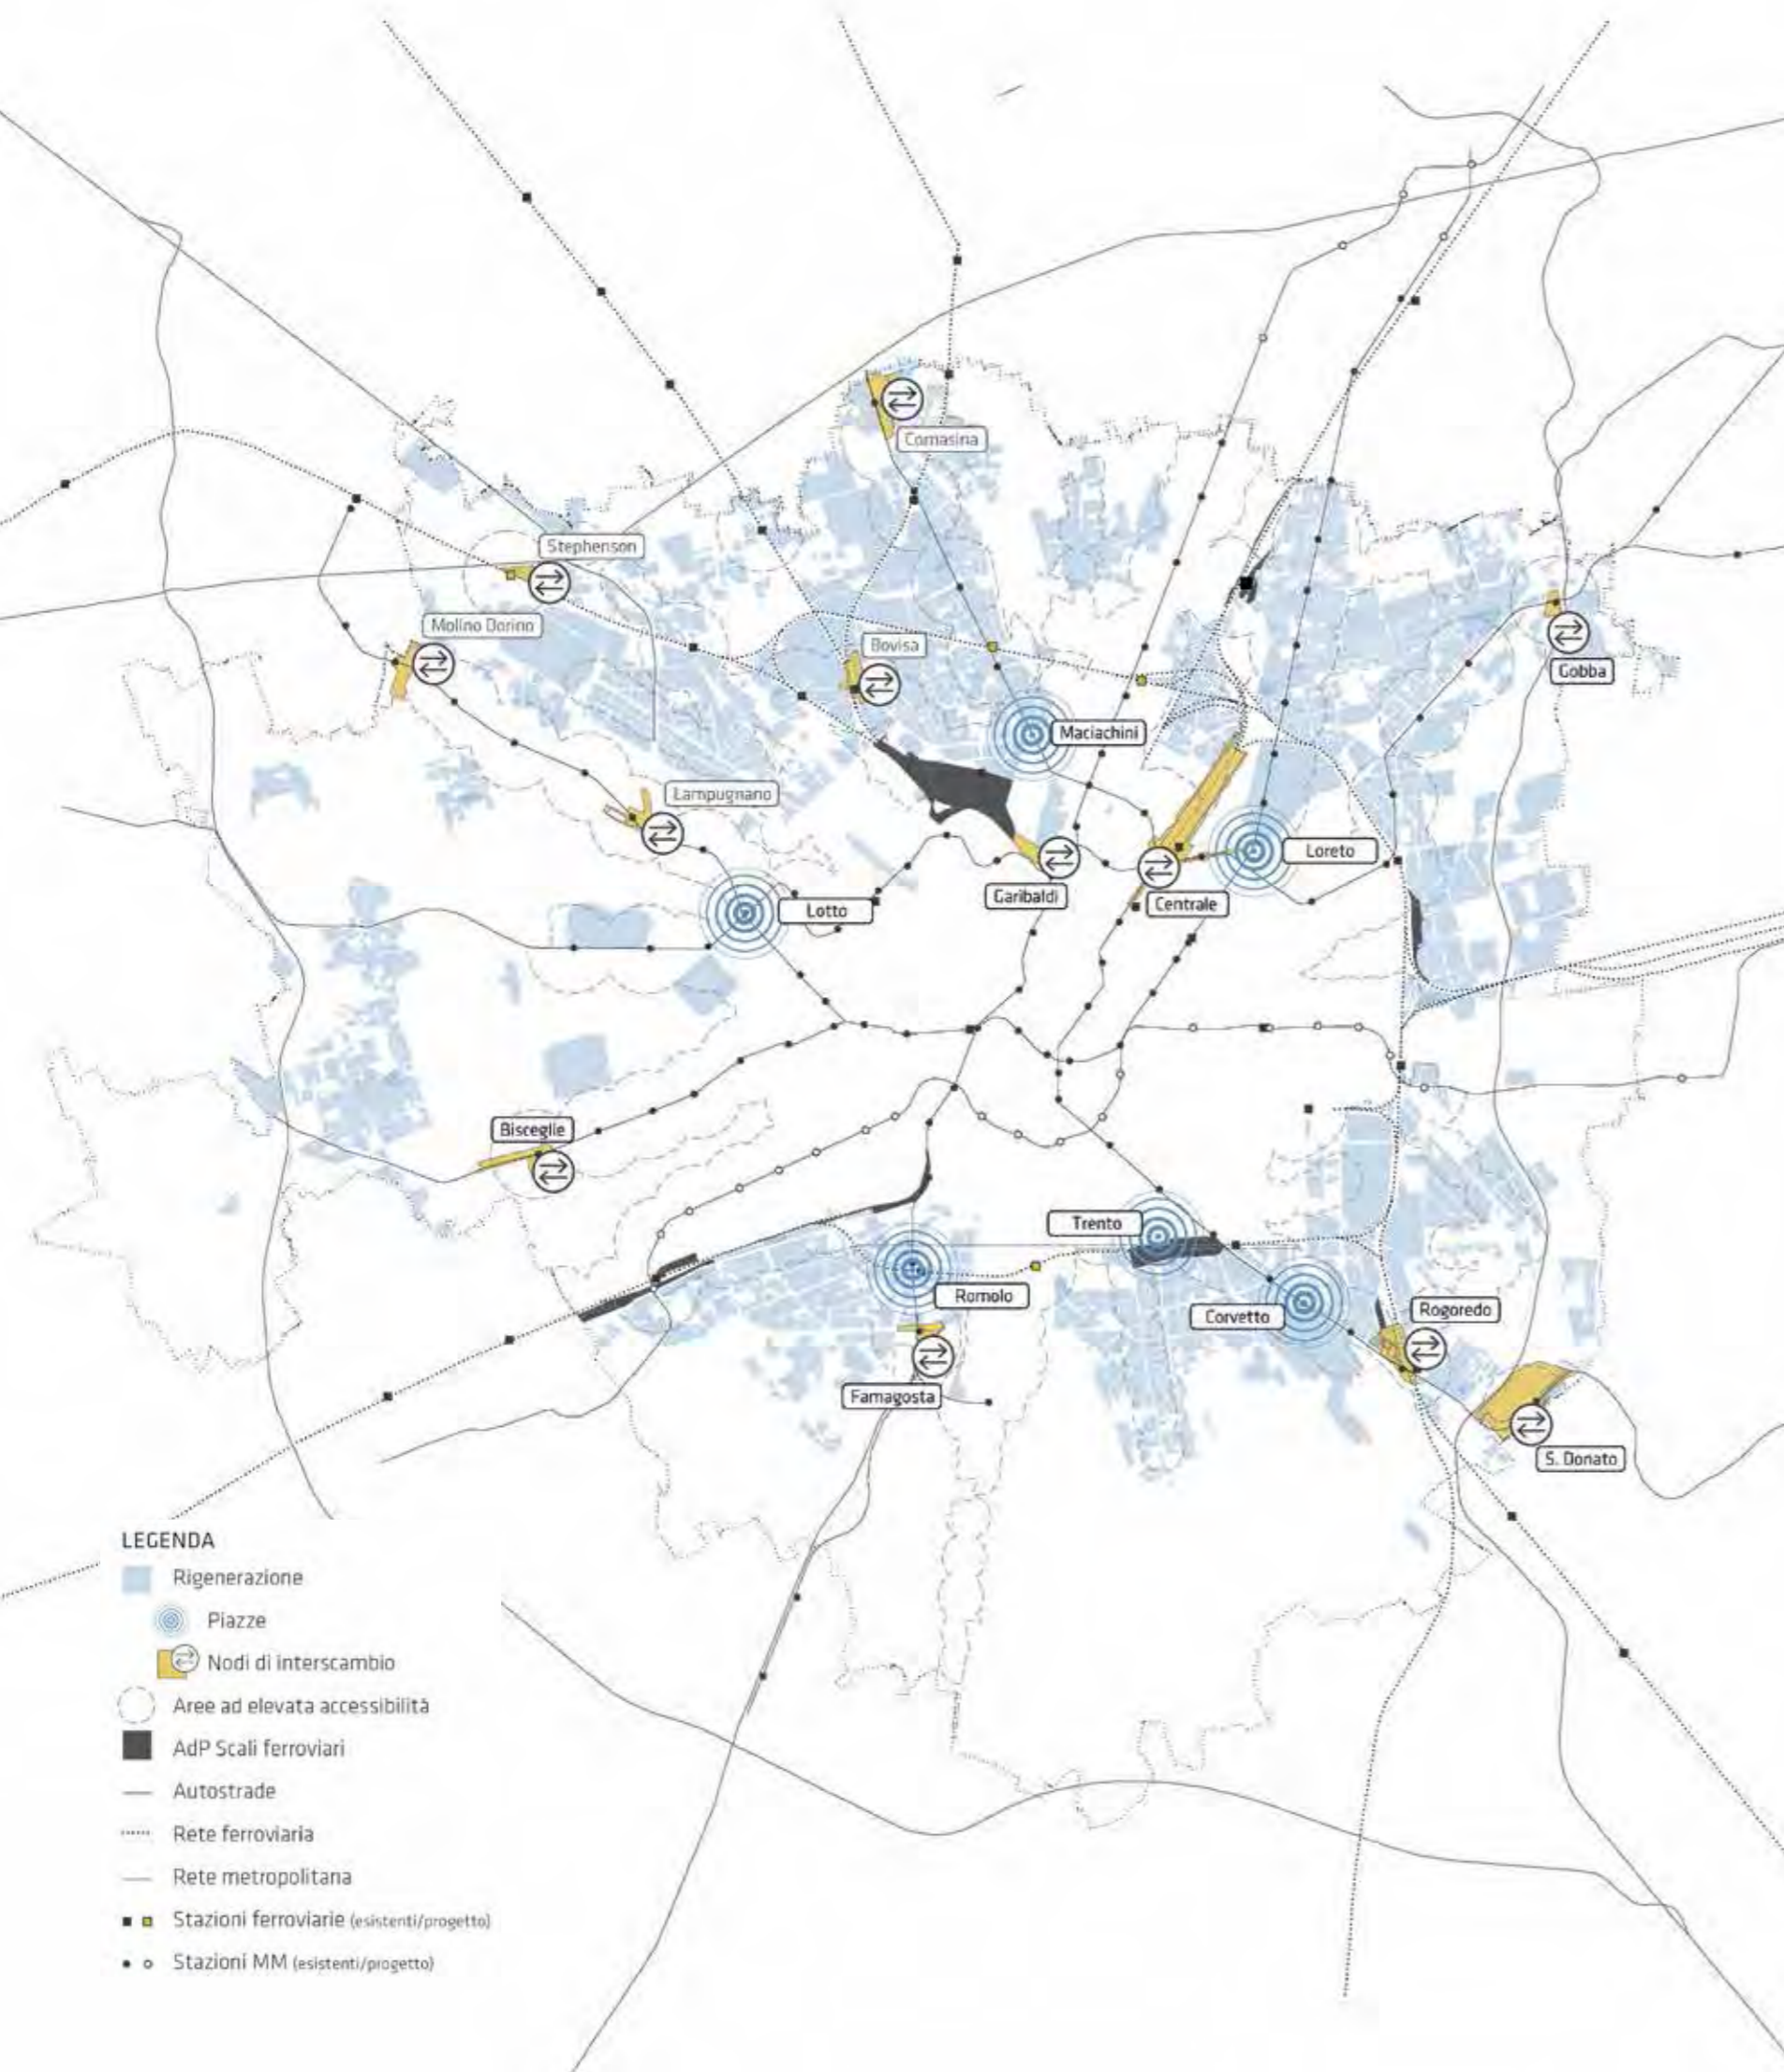 Comasina
Stephenson
Molino Dorino
Bovisa
Gobba
Maciachini
Lampugnano
Loreto
Garibaldi
Centrale
Lotto
Bisceglie
Trento
Romolo
Corvetto
Rogoredo
Famagosta
S. Donato
LEGENDA
Rigenerazione
Piazze
Nodi di interscambio
Aree ad elevata accessibilità
AdP Scali ferroviari
Autostrade
Rete ferroviaria
Rete metropolitana
Stazioni ferroviarie (esistenti/progetto)
Stazioni MM (esistenti/progetto)